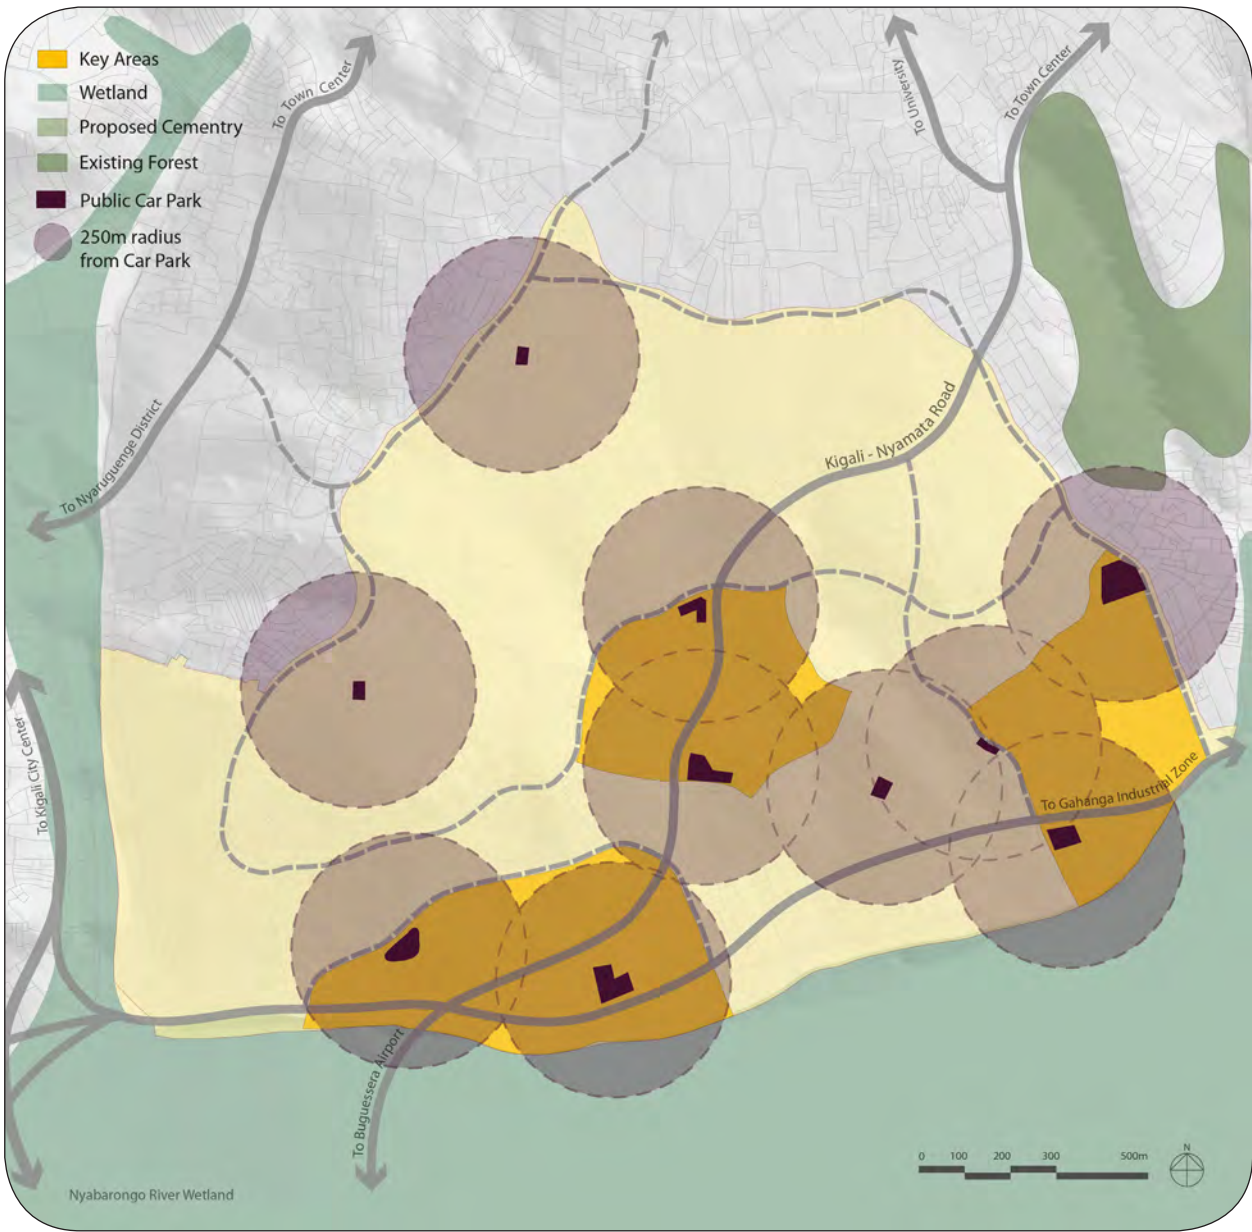 Key Areas
Wetland
Proposed Cementry
Existing Forest
Public Car Park
250m radius
from Car Park
To Town Center
To University
To Town Center
To Nyaruguenge District
Kigali - Nyamata Road
To Kigali City Center
To Gahanga Industrial Zone
To Buguessera Airport
Nyabarongo River Wetland
0 100 200 300 500m
N